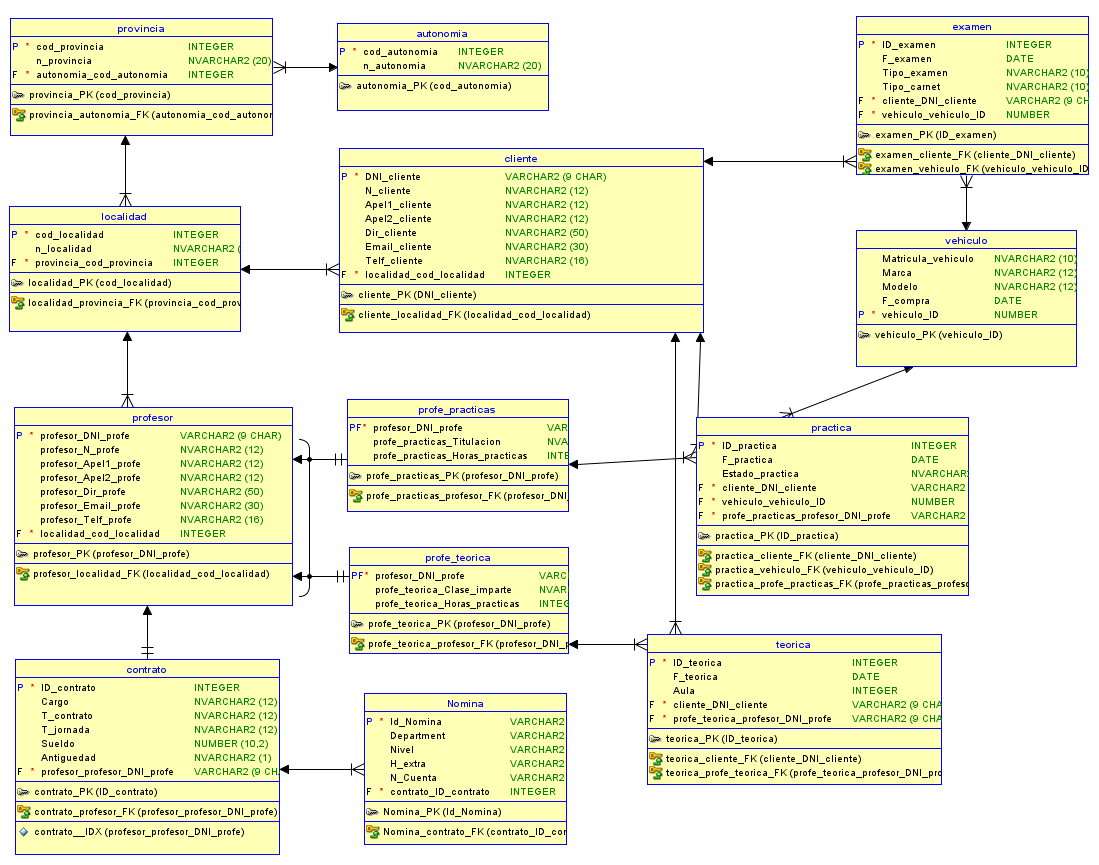 provincia
P * cod_provincia INTEGER
n_provincia NVARCHAR2 (20)
F * autonomia_cod_autonomia INTEGER
provincia_PK (cod_provincia)
provincia_autonomia_FK (autonomia_cod_autonor
autonomia
P * cod_autonomia INTEGER
n_autonomia NVARCHAR2 (20)
autonomia_PK (cod_autonomia)
examen
P * ID_examen INTEGER
F_examen DATE
Tipo_examen NVARCHAR2 (10)
Tipo_carnet NVARCHAR2 (10)
F * cliente_DNI_cliente VARCHAR2 (9 CH
F * vehiculo_vehiculo_ID NUMBER
examen_PK (ID_examen)
examen_cliente_FK (cliente_DNI_cliente)
examen_vehiculo_FK (vehiculo_vehiculo_ID
cliente
P * DNI_cliente VARCHAR2 (9 CHAR)
N_cliente NVARCHAR2 (12)
Apel1_cliente NVARCHAR2 (12)
Apel2_cliente NVARCHAR2 (12)
Dir_cliente NVARCHAR2 (50)
Email_cliente NVARCHAR2 (30)
Telf_cliente NVARCHAR2 (16)
F * localidad_cod_localidad INTEGER
cliente_PK (DNI_cliente)
cliente_localidad_FK (localidad_cod_localidad)
localidad
P * cod_localidad INTEGER
n_localidad NVARCHAR2 (
F * provincia_cod_provincia INTEGER
localidad_PK (cod_localidad)
localidad_provincia_FK (provincia_cod_prov
vehiculo
Matricula_vehiculo NVARCHAR2 (10)
Marca NVARCHAR2 (12)
Modelo NVARCHAR2 (12)
F_compra DATE
P * vehiculo_ID NUMBER
vehiculo_PK (vehiculo_ID)
profesor
P * profesor_DNI_profe VARCHAR2 (9 CHAR)
profesor_N_profe NVARCHAR2 (12)
profesor_Apel1_profe NVARCHAR2 (12)
profesor_Apel2_profe NVARCHAR2 (12)
profesor_Dir_profe NVARCHAR2 (50)
profesor_Email_profe NVARCHAR2 (30)
profesor_Telf_profe NVARCHAR2 (16)
F * localidad_cod_localidad INTEGER
profesor_PK (profesor_DNI_profe)
profesor_localidad_FK (localidad_cod_localidad)
profe_practicas
PF* profesor_DNI_profe VAR
profe_practicas_Titulacion NVA
profe_practicas_Horas_practicas INTE
profe_practicas_PK (profesor_DNI_profe)
profe_practicas_profesor_FK (profesor_DNI
practica
P * ID_practica INTEGER
F_practica DATE
Estado_practica NVARCHAR
F * cliente_DNI_cliente VARCHAR2
F * vehiculo_vehiculo_ID NUMBER
F * profe_practicas_profesor_DNI_profe VARCHAR2
practica_PK (ID_practica)
practica_cliente_FK (cliente_DNI_cliente)
practica_vehiculo_FK (vehiculo_vehiculo_ID)
practica_profe_practicas_FK (profe_practicas_profeso
profe_teorica
PF* profesor_DNI_profe VARC
profe_teorica_Clase_imparte NVAR
profe_teorica_Horas_practicas INTEG
profe_teorica_PK (profesor_DNI_profe)
profe_teorica_profesor_FK (profesor_DNI_p
teorica
P * ID_teorica INTEGER
F_teorica DATE
Aula INTEGER
F * cliente_DNI_cliente VARCHAR2 (9 CHA
F * profe_teorica_profesor_DNI_profe VARCHAR2 (9 CHA
teorica_PK (ID_teorica)
teorica_cliente_FK (cliente_DNI_cliente)
teorica_profe_teorica_FK (profe_teorica_profesor_DNI_pro
contrato
P * ID_contrato INTEGER
Cargo NVARCHAR2 (12)
T_contrato NVARCHAR2 (12)
T_jornada NVARCHAR2 (12)
Sueldo NUMBER (10,2)
Antiguedad NVARCHAR2 (1)
F * profesor_profesor_DNI_profe VARCHAR2 (9 CH
contrato_PK (ID_contrato)
contrato_profesor_FK (profesor_profesor_DNI_profe)
contrato__IDX (profesor_profesor_DNI_profe)
Nomina
P * Id_Nomina VARCHAR2
Department VARCHAR2
Nivel VARCHAR2
H_extra VARCHAR2
N_Cuenta VARCHAR2
F * contrato_ID_contrato INTEGER
Nomina_PK (Id_Nomina)
Nomina_contrato_FK (contrato_ID_con